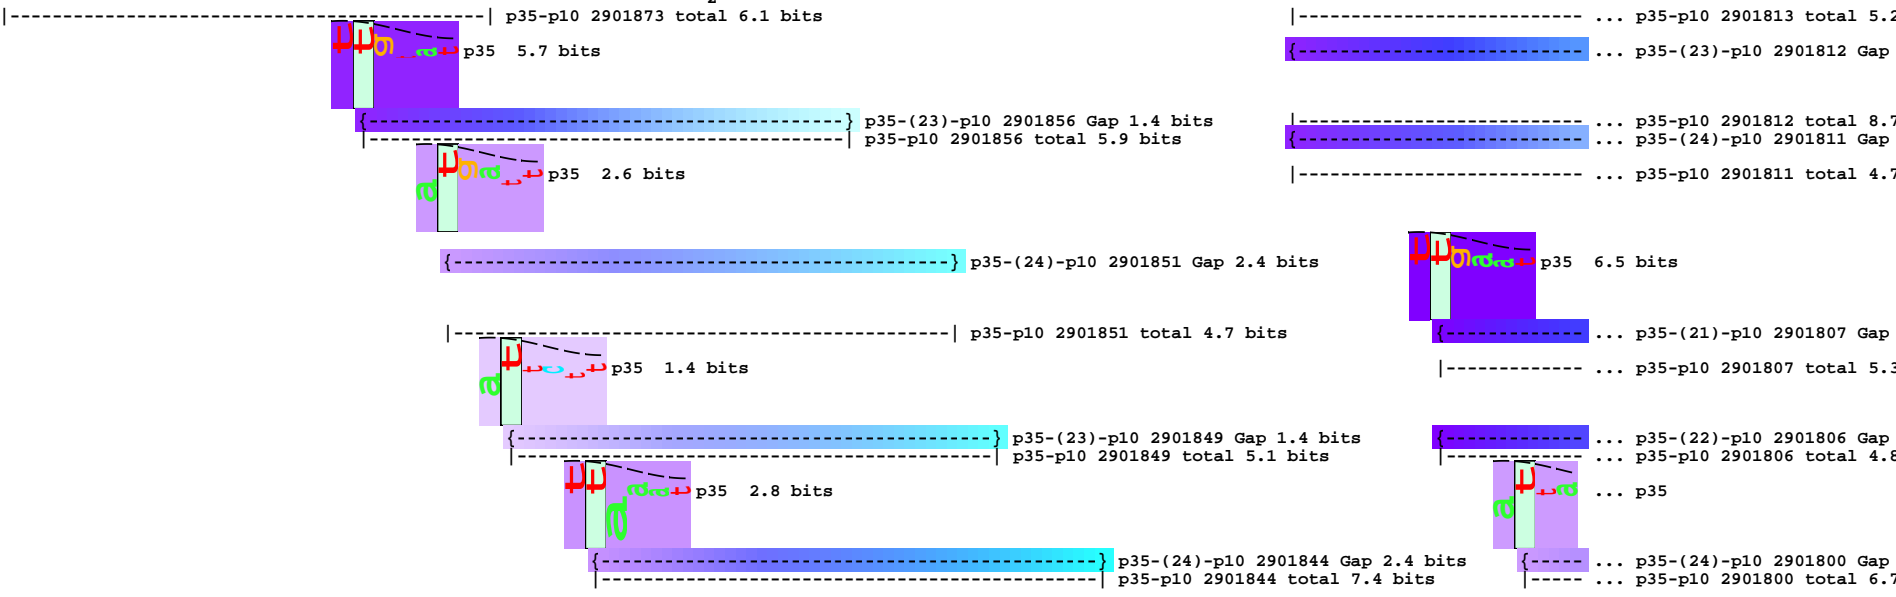 |---------------------------------------------| p35-p10 2901873 total 6.1 bits
|--------------------------- ... p35-p10 2901813 total 5.2
p35 5.7 bits
{--------------------------- ... p35-(23)-p10 2901812 Gap
{----------------------------------------------} p35-(23)-p10 2901856 Gap 1.4 bits
|--------------------------- ... p35-p10 2901812 total 8.7
|----------------------------------------------| p35-p10 2901856 total 5.9 bits
{--------------------------- ... p35-(24)-p10 2901811 Gap
p35 2.6 bits
|--------------------------- ... p35-p10 2901811 total 4.7
{------------------------------------------------} p35-(24)-p10 2901851 Gap 2.4 bits
p35 6.5 bits
|------------------------------------------------| p35-p10 2901851 total 4.7 bits
{------------- ... p35-(21)-p10 2901807 Gap
p35 1.4 bits
|------------- ... p35-p10 2901807 total 5.3
{----------------------------------------------} p35-(23)-p10 2901849 Gap 1.4 bits
{------------- ... p35-(22)-p10 2901806 Gap
|----------------------------------------------| p35-p10 2901849 total 5.1 bits
|------------- ... p35-p10 2901806 total 4.8
p35 2.8 bits
... p35
{------------------------------------------------} p35-(24)-p10 2901844 Gap 2.4 bits
{----- ... p35-(24)-p10 2901800 Gap
|------------------------------------------------| p35-p10 2901844 total 7.4 bits
|----- ... p35-p10 2901800 total 6.7